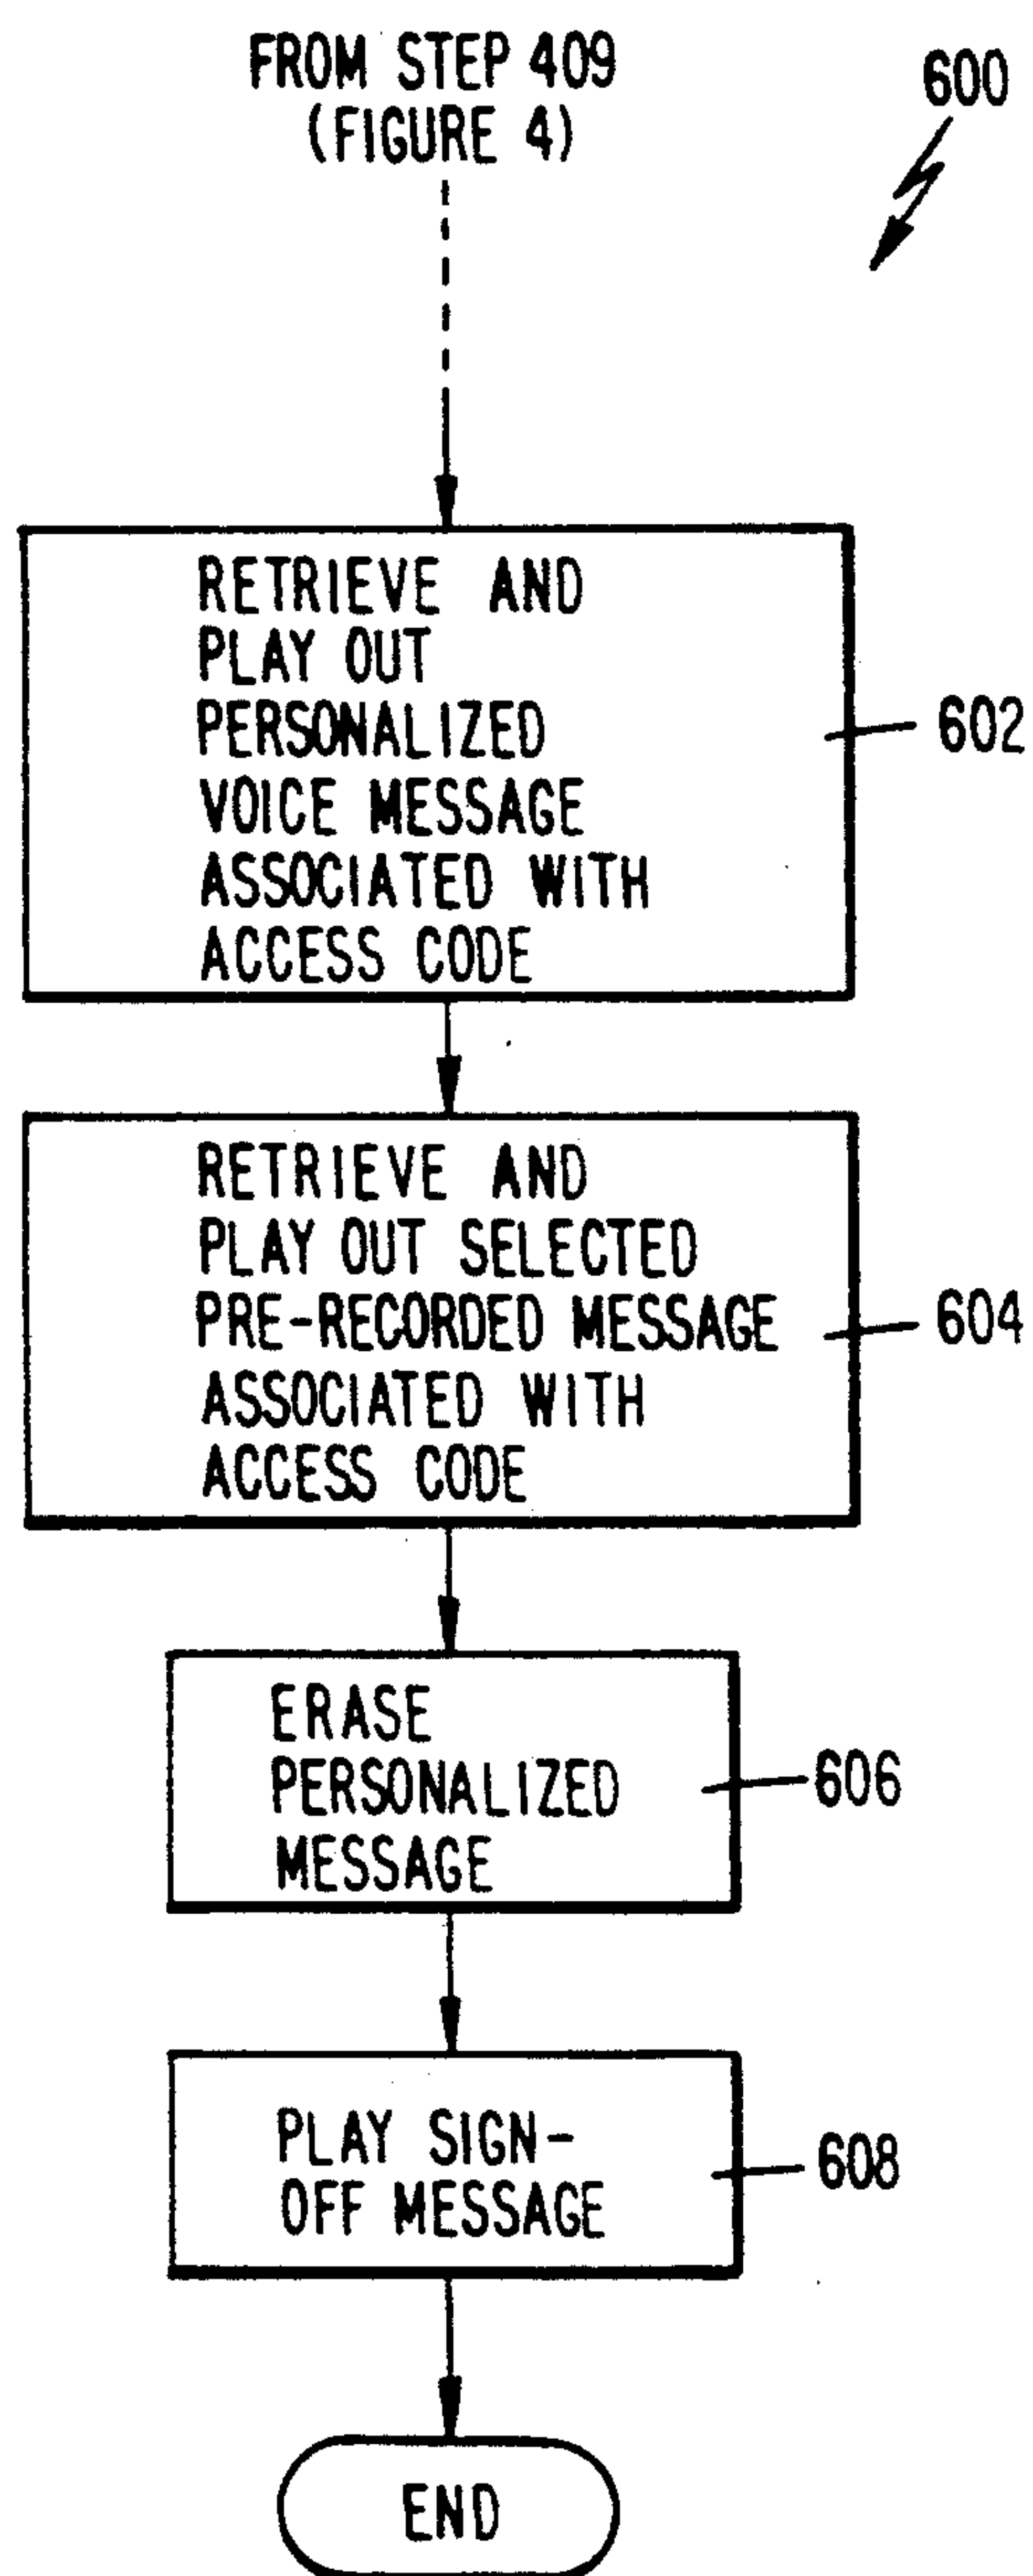 FROM STEP 409
(FIGURE 4)
600
RETRIEVE AND
PLAY OUT
PERSONALIZED
VOICE MESSAGE
ASSOCIATED WITH
ACCESS CODE
602
RETRIEVE AND
PLAY OUT SELECTED
PRE-RECORDED MESSAGE
ASSOCIATED WITH
ACCESS CODE
604
ERASE
PERSONALIZED
MESSAGE
606
PLAY SIGN-
OFF MESSAGE
608
END